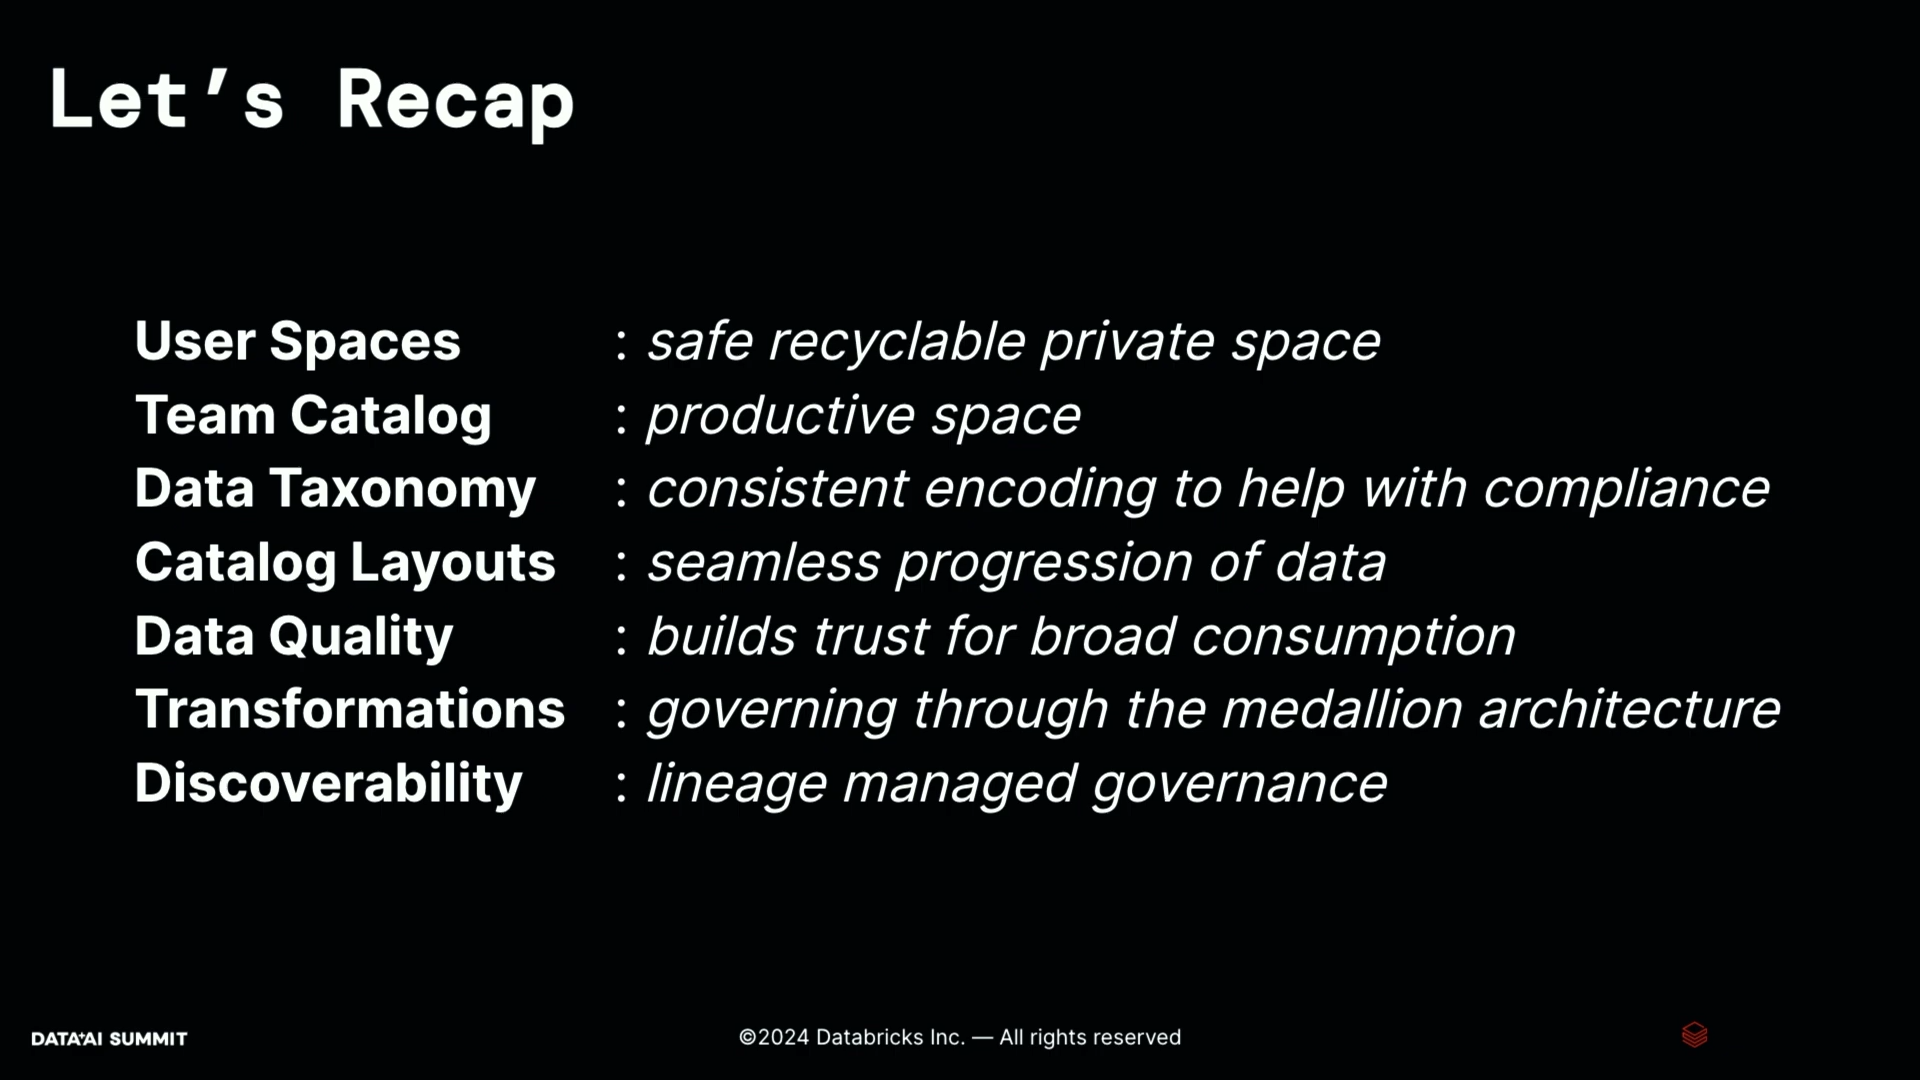 Let's Recap
User Spaces : safe recyclable private space
Team Catalog : productive space
Data Taxonomy : consistent encoding to help with compliance
Catalog Layouts : seamless progression of data
Data Quality : builds trust for broad consumption
Transformations : governing through the medallion architecture
Discoverability : lineage managed governance
DATA+AI SUMMIT
©2024 Databricks Inc. — All rights reserved